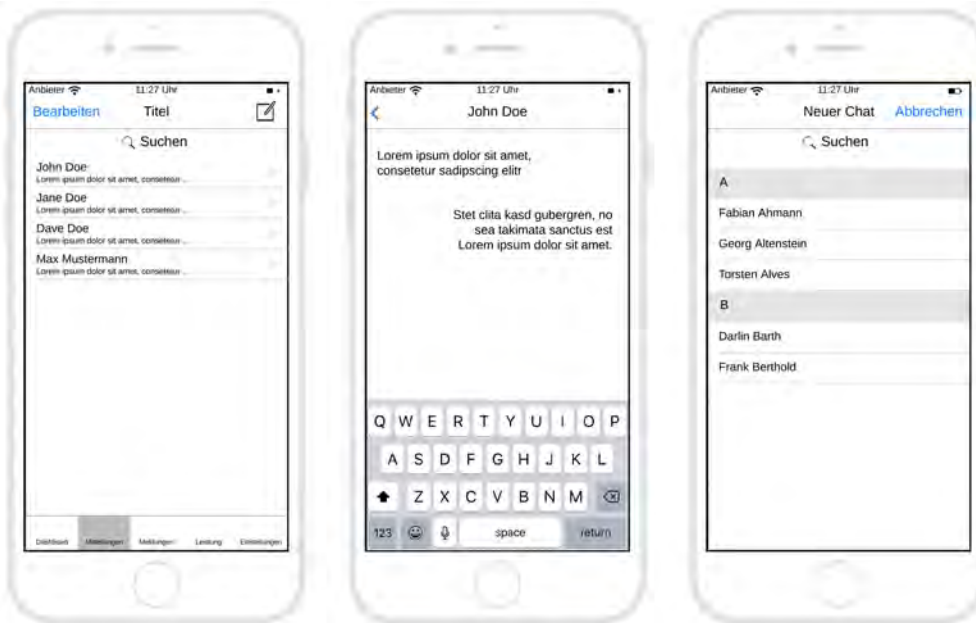 Anbieter 11:27 Uhr
Bearbeiten Titel
Suchen
John Doe
Lorem ipsum dolor sit amet, consetetur ...
Jane Doe
Lorem ipsum dolor sit amet, consetetur ...
Dave Doe
Lorem ipsum dolor sit amet, consetetur ...
Max Mustermann
Lorem ipsum dolor sit amet, consetetur ...
Dashboard Mitteilungen Meldungen Leistung Einstellungen
Anbieter 11:27 Uhr
John Doe
Lorem ipsum dolor sit amet,
consetetur sadipscing elitr
Stet clita kasd gubergren, no
sea takimata sanctus est
Lorem ipsum dolor sit amet.
Q W E R T Y U I O P
A S D F G H J K L
Z X C V B N M
123 space return
Anbieter 11:27 Uhr
Neuer Chat Abbrechen
Suchen
A
Fabian Ahmann
Georg Altenstein
Torsten Alves
B
Darlin Barth
Frank Berthold